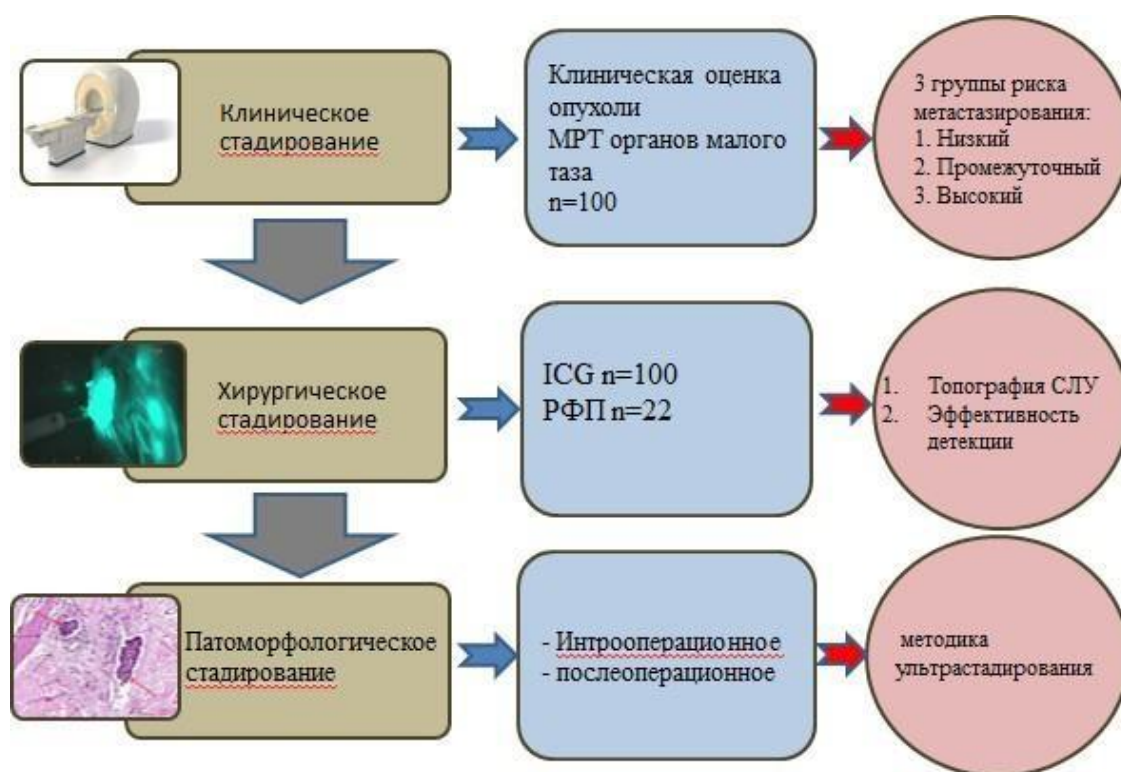 Клиническое
стадирование
Клиническая оценка
опухоли
МРТ органов малого
таза
n=100
3 группы риска
метастазирования:
1. Низкий
2. Промежуточный
3. Высокий
Хирургическое
стадирование
ICG n=100
РФП n=22
1. Топография СЛУ
2. Эффективность
детекции
Патоморфологическое
стадирование
- Интрооперационное
- послеоперационное
методика
ультрастадирования